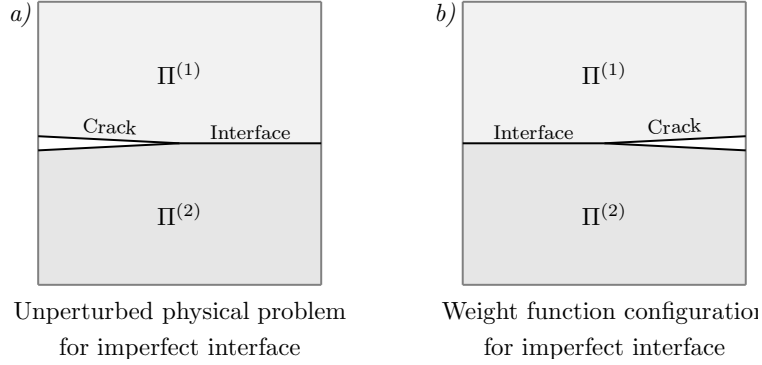 a)
Π(1)
Crack
Interface
Π(2)
Unperturbed physical problem
for imperfect interface
b)
Π(1)
Interface
Crack
Π(2)
Weight function configuration
for imperfect interface